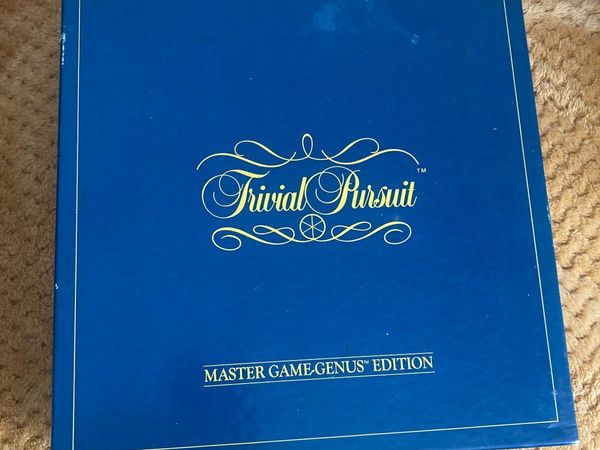 Trivial Pursuit™
MASTER GAME-GENUS™ EDITION